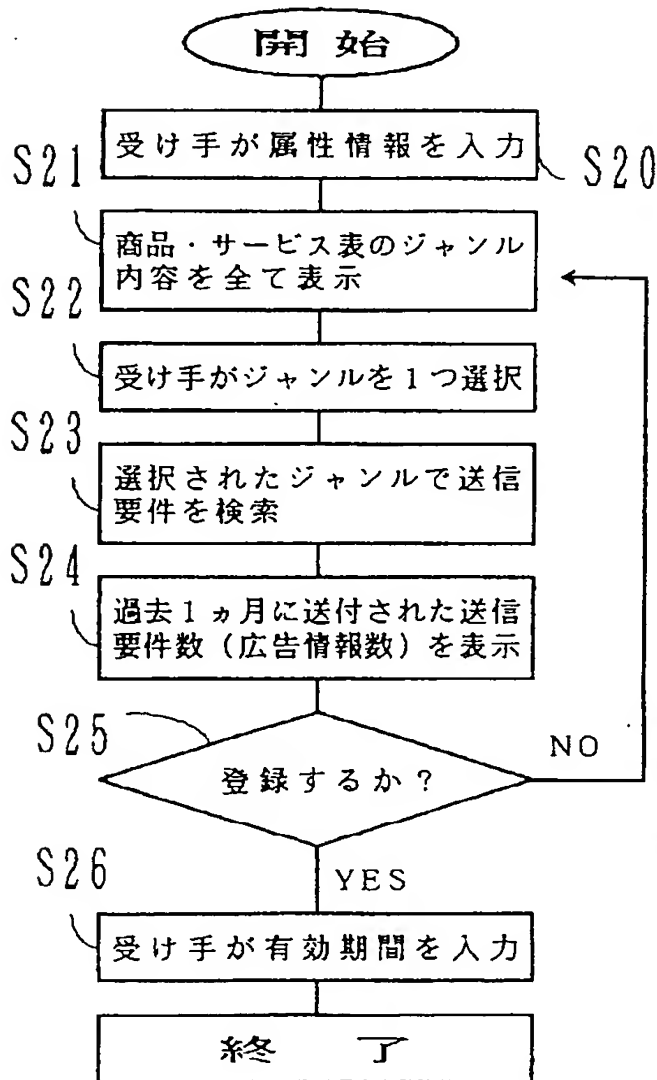 開始
受け手が属性情報を入力
S20
S21
商品・サービス表のジャンル
内容を全て表示
S22
受け手がジャンルを1つ選択
S23
選択されたジャンルで送信
要件を検索
S24
過去1ヵ月に送付された送信
要件数（広告情報数）を表示
S25
登録するか？
NO
YES
S26
受け手が有効期間を入力
終了